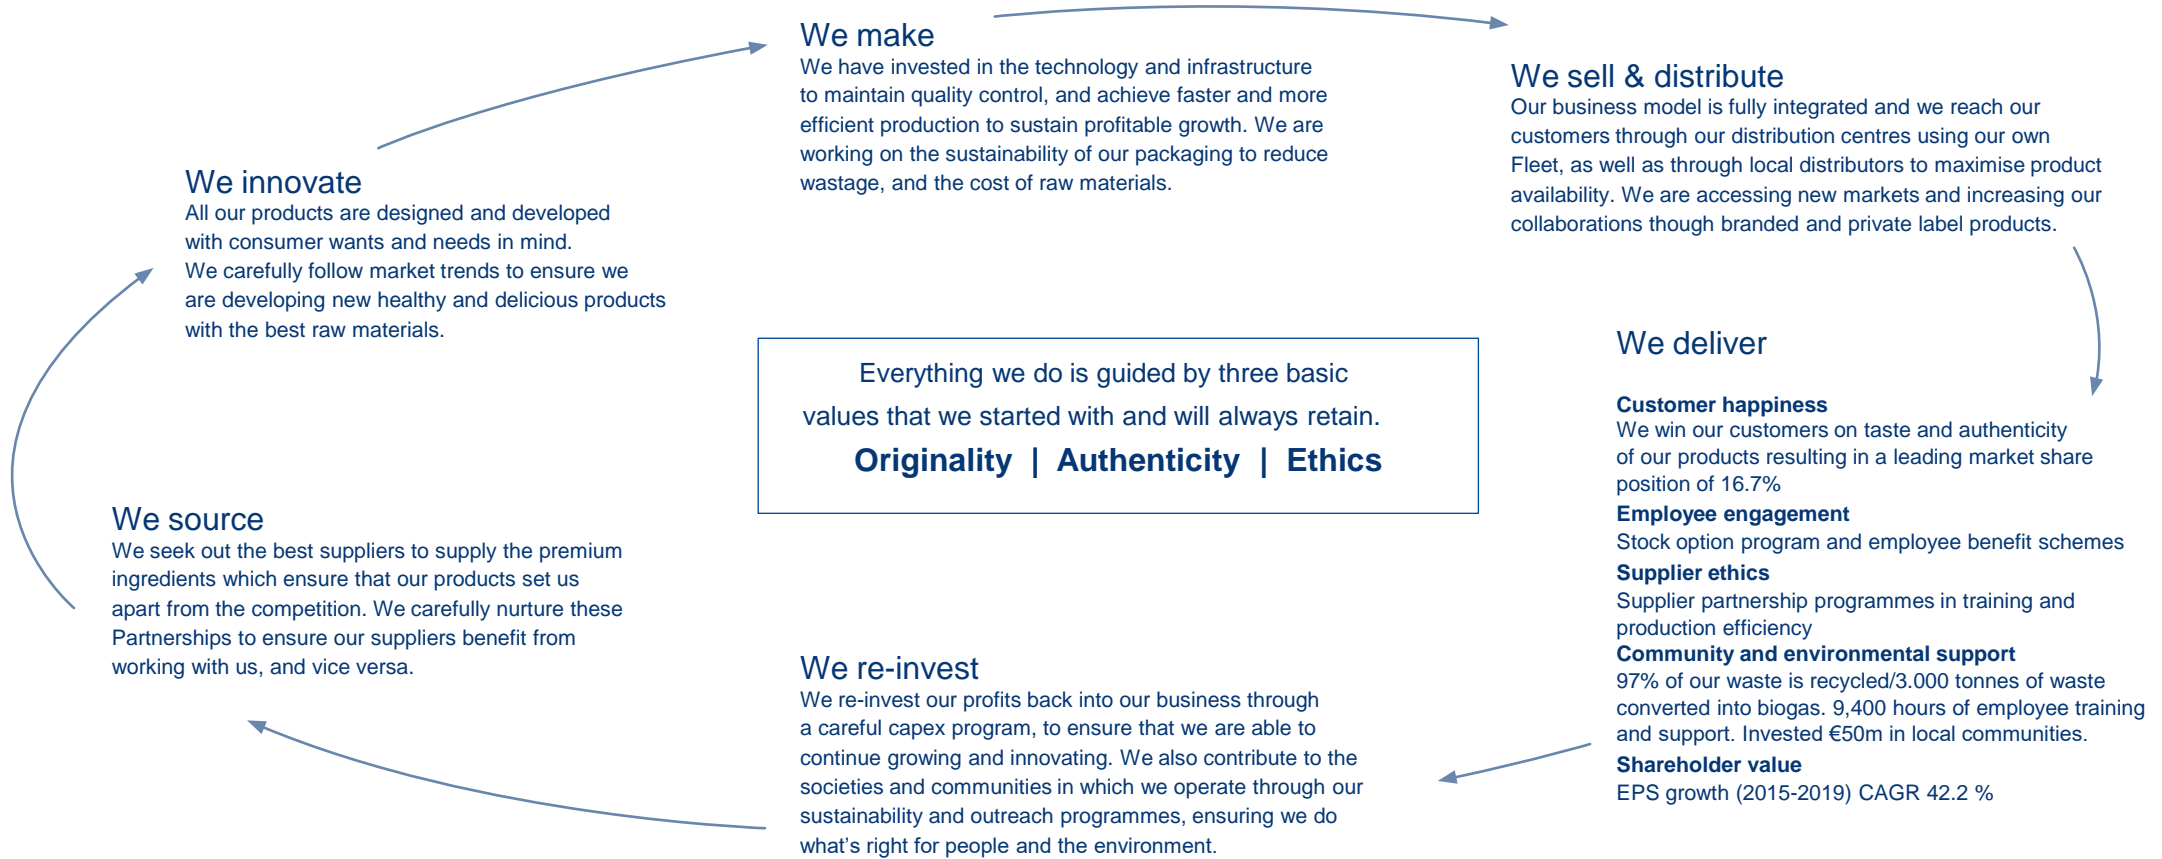 We make
We have invested in the technology and infrastructure
to maintain quality control, and achieve faster and more
efficient production to sustain profitable growth. We are
working on the sustainability of our packaging to reduce
wastage, and the cost of raw materials.
We sell & distribute
Our business model is fully integrated and we reach our
customers through our distribution centres using our own
Fleet, as well as through local distributors to maximise product
availability. We are accessing new markets and increasing our
collaborations though branded and private label products.
We innovate
All our products are designed and developed
with consumer wants and needs in mind.
We carefully follow market trends to ensure we
are developing new healthy and delicious products
with the best raw materials.
Everything we do is guided by three basic
values that we started with and will always retain.
Originality | Authenticity | Ethics
We deliver
Customer happiness
We win our customers on taste and authenticity
of our products resulting in a leading market share
position of 16.7%
Employee engagement
Stock option program and employee benefit schemes
Supplier ethics
Supplier partnership programmes in training and
production efficiency
Community and environmental support
97% of our waste is recycled/3.000 tonnes of waste
converted into biogas. 9,400 hours of employee training
and support. Invested €50m in local communities.
Shareholder value
EPS growth (2015-2019) CAGR 42.2 %
We source
We seek out the best suppliers to supply the premium
ingredients which ensure that our products set us
apart from the competition. We carefully nurture these
Partnerships to ensure our suppliers benefit from
working with us, and vice versa.
We re-invest
We re-invest our profits back into our business through
a careful capex program, to ensure that we are able to
continue growing and innovating. We also contribute to the
societies and communities in which we operate through our
sustainability and outreach programmes, ensuring we do
what's right for people and the environment.